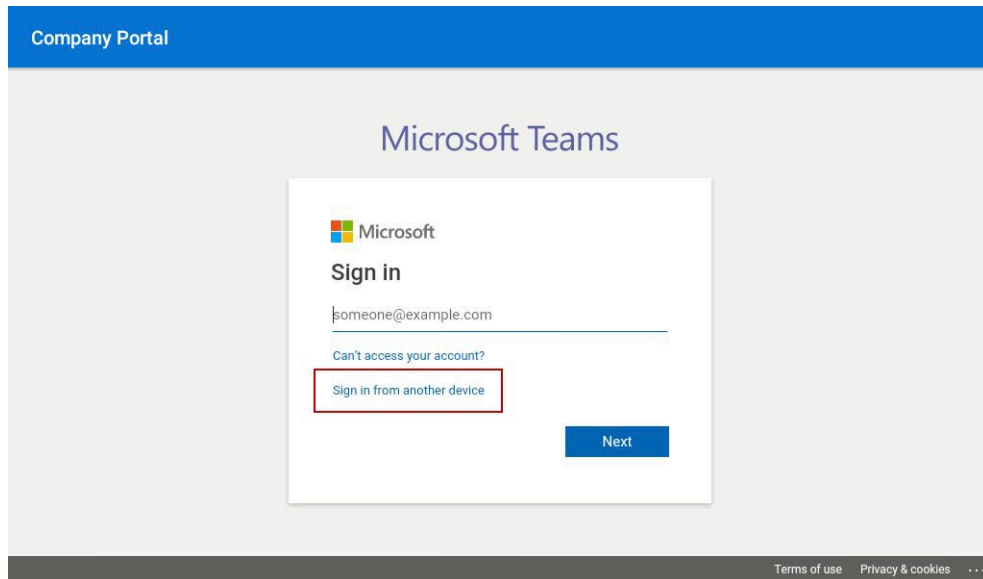 Company Portal
Microsoft Teams
Microsoft
Sign in
someone@example.com
Can't access your account?
Sign in from another device
Next
Terms of use Privacy & cookies ...